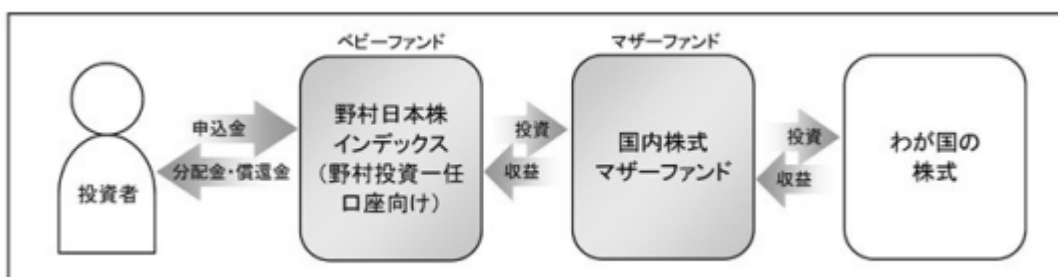 ベビーファンド
マザーファンド
申込金
分配金・償還金
投資者
野村日本株
インデックス
(野村投資一任
口座向け)
投資
収益
国内株式
マザーファンド
投資
収益
わが国の
株式